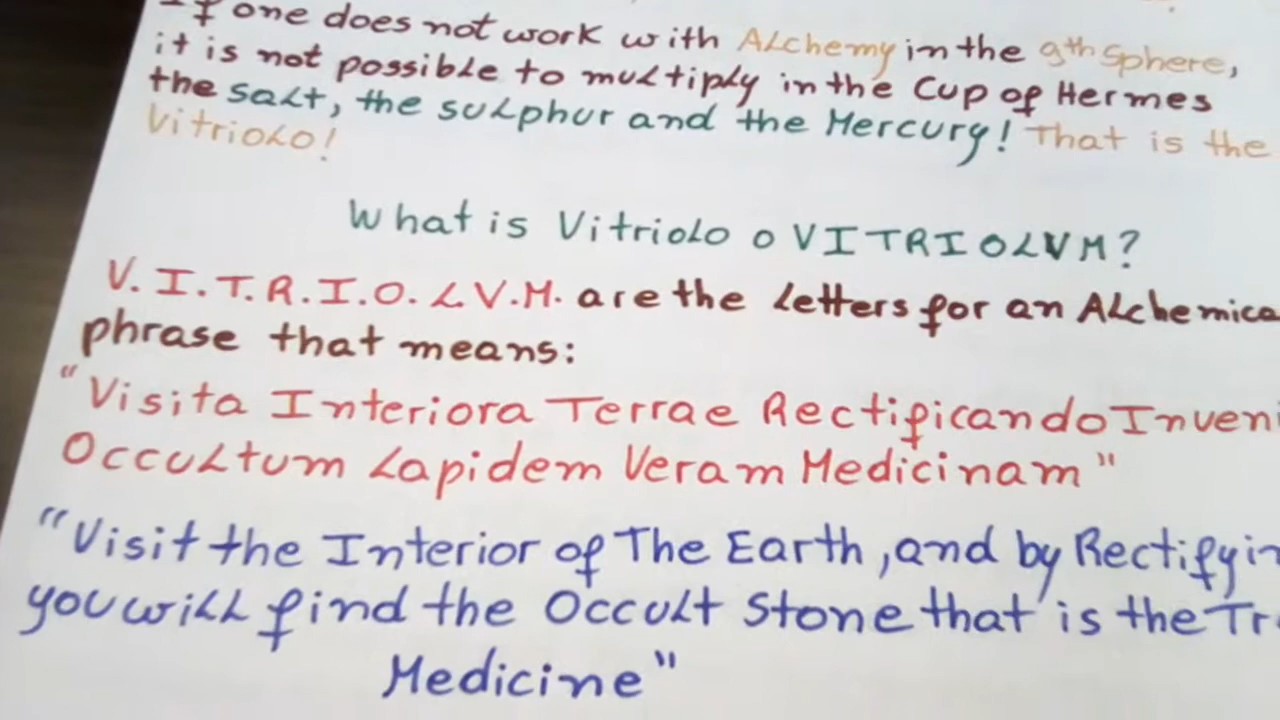 If one does not work with Alchemy in the 9th Sphere,
it is not possible to multiply in the Cup of Hermes
the salt, the sulphur and the Mercury! That is the
Vitriolo!
What is Vitriolo o VITRIOLVM?
V.I.T.R.I.O.L.V.M. are the Letters for an Alchemica
phrase that means:
"Visita Interiora Terrae Rectificando Inveni
Occultum Lapidem Veram Medicinam"
"Visit the Interior of The Earth, and by Rectifyin
you will find the Occult Stone that is the Tr
Medicine"